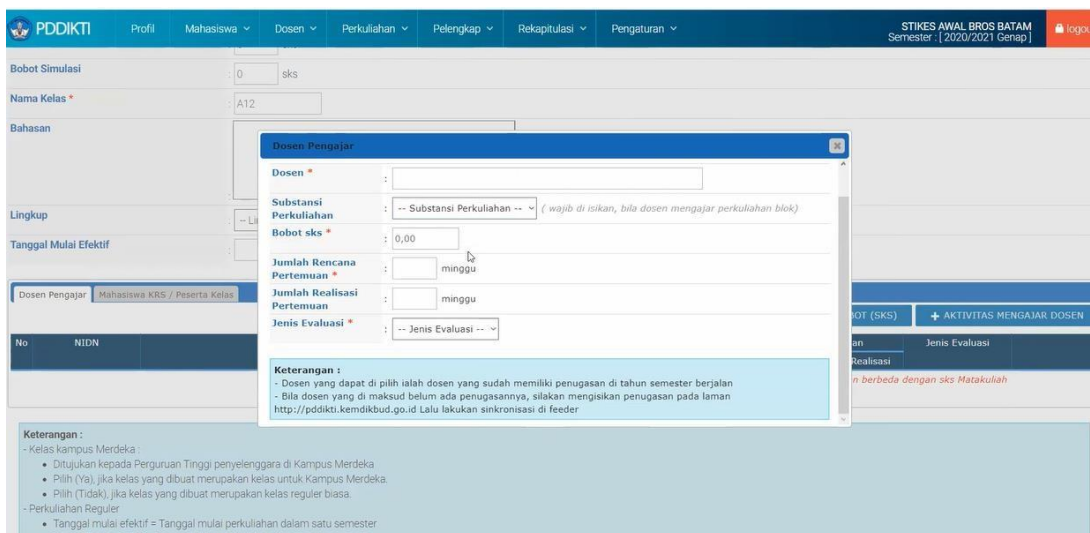 PDDIKTI Profil Mahasiswa Dosen Perkuliahan Pelengkap Rekapitulasi Pengaturan STIKES AWAL BROS BATAM
Semester : [ 2020/2021 Genap ]
Bobot Simulasi : 0 sks
Nama Kelas * : A12
Bahasan
Lingkup
Tanggal Mulai Efektif
Dosen Pengajar
Dosen * :
Substansi Perkuliahan : -- Substansi Perkuliahan -- ( wajib di isikan, bila dosen mengajar perkuliahan blok)
Bobot sks * : 0,00
Jumlah Rencana Pertemuan * : minggu
Jumlah Realisasi Pertemuan : minggu
Jenis Evaluasi * : -- Jenis Evaluasi --
Keterangan :
- Dosen yang dapat di pilih ialah dosen yang sudah memiliki penugasan di tahun semester berjalan
- Bila dosen yang di maksud belum ada penugasannya, silakan mengisikan penugasan pada laman
http://pddikti.kemdikbud.go.id Lalu lakukan sinkronisasi di feeder
Dosen Pengajar Mahasiswa KRS / Peserta Kelas
(SKS) + AKTIVITAS MENGAJAR DOSEN
No NIDN Jenis Evaluasi
Realisasi
berbeda dengan sks Matakuliah
Keterangan :
- Kelas kampus Merdeka :
• Ditujukan kepada Perguruan Tinggi penyelenggara di Kampus Merdeka
• Pilih (Ya), jika kelas yang dibuat merupakan kelas untuk Kampus Merdeka.
• Pilih (Tidak), jika kelas yang dibuat merupakan kelas reguler biasa.
- Perkuliahan Reguler
• Tanggal mulai efektif = Tanggal mulai perkuliahan dalam satu semester